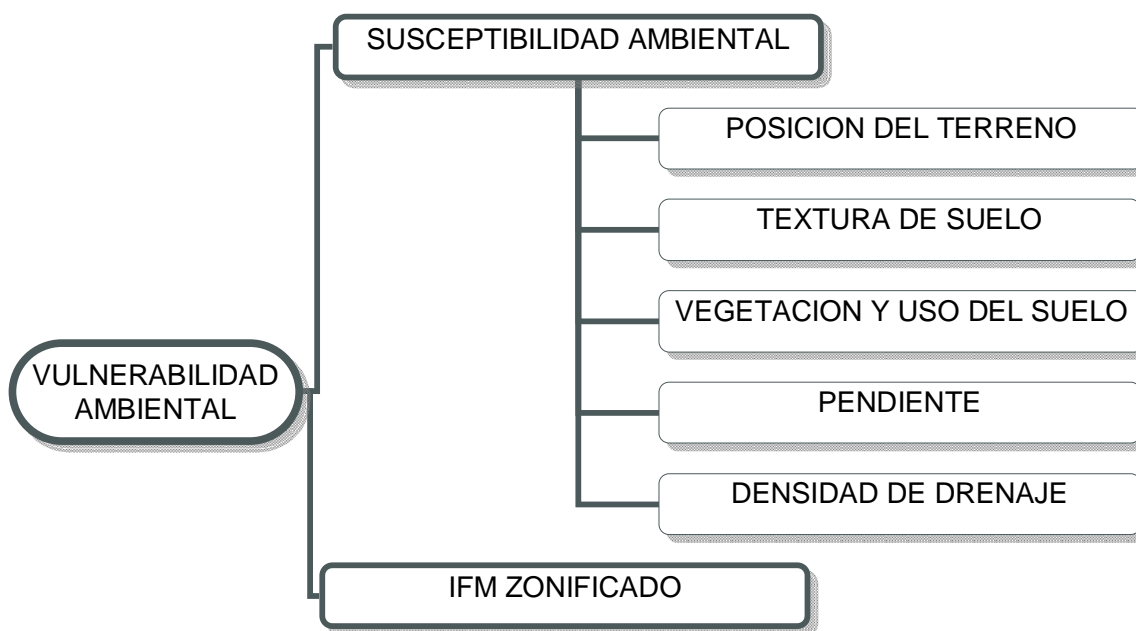 SUSCEPTIBILIDAD AMBIENTAL
POSICION DEL TERRENO
TEXTURA DE SUELO
VEGETACION Y USO DEL SUELO
VULNERABILIDAD
AMBIENTAL
PENDIENTE
DENSIDAD DE DRENAJE
IFM ZONIFICADO